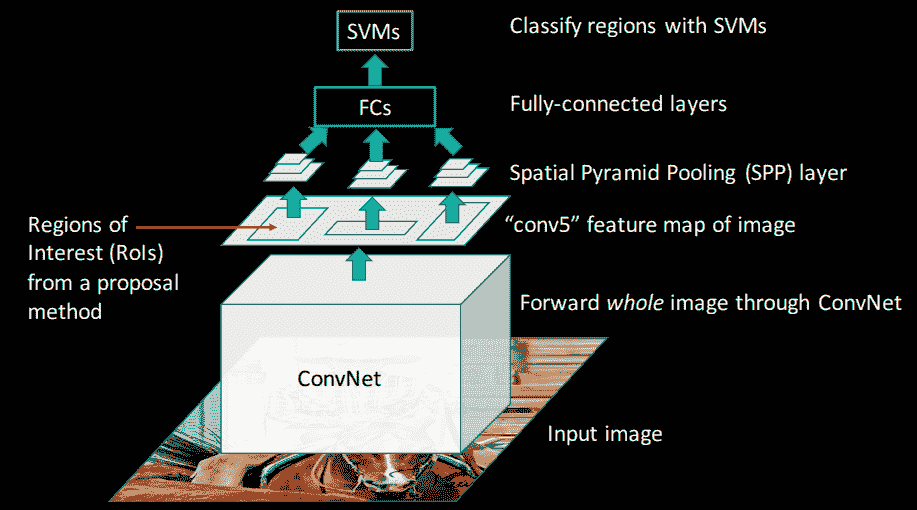 SVMs
Classify regions with SVMs
FCs
Fully-connected layers
Spatial Pyramid Pooling (SPP) layer
Regions of
Interest (RoIs)
from a proposal
method
“conv5” feature map of image
Forward whole image through ConvNet
ConvNet
Input image